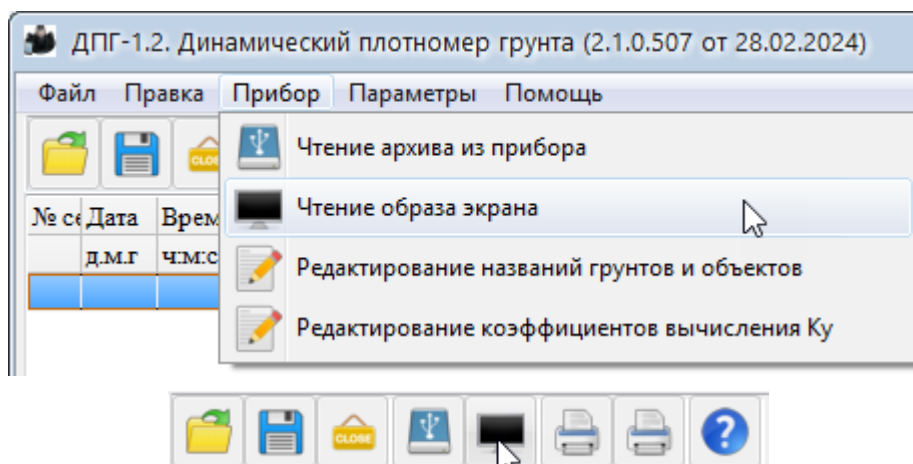 ДПГ-1.2. Динамический плотномер грунта (2.1.0.507 от 28.02.2024)
Файл Правка Прибор Параметры Помощь
CLOSE
Чтение архива из прибора
№ Дата
Чтение образа экрана
д.м.г ч:м:с
Редактирование названий грунтов и объектов
Редактирование коэффициентов вычисления Ку
CLOSE